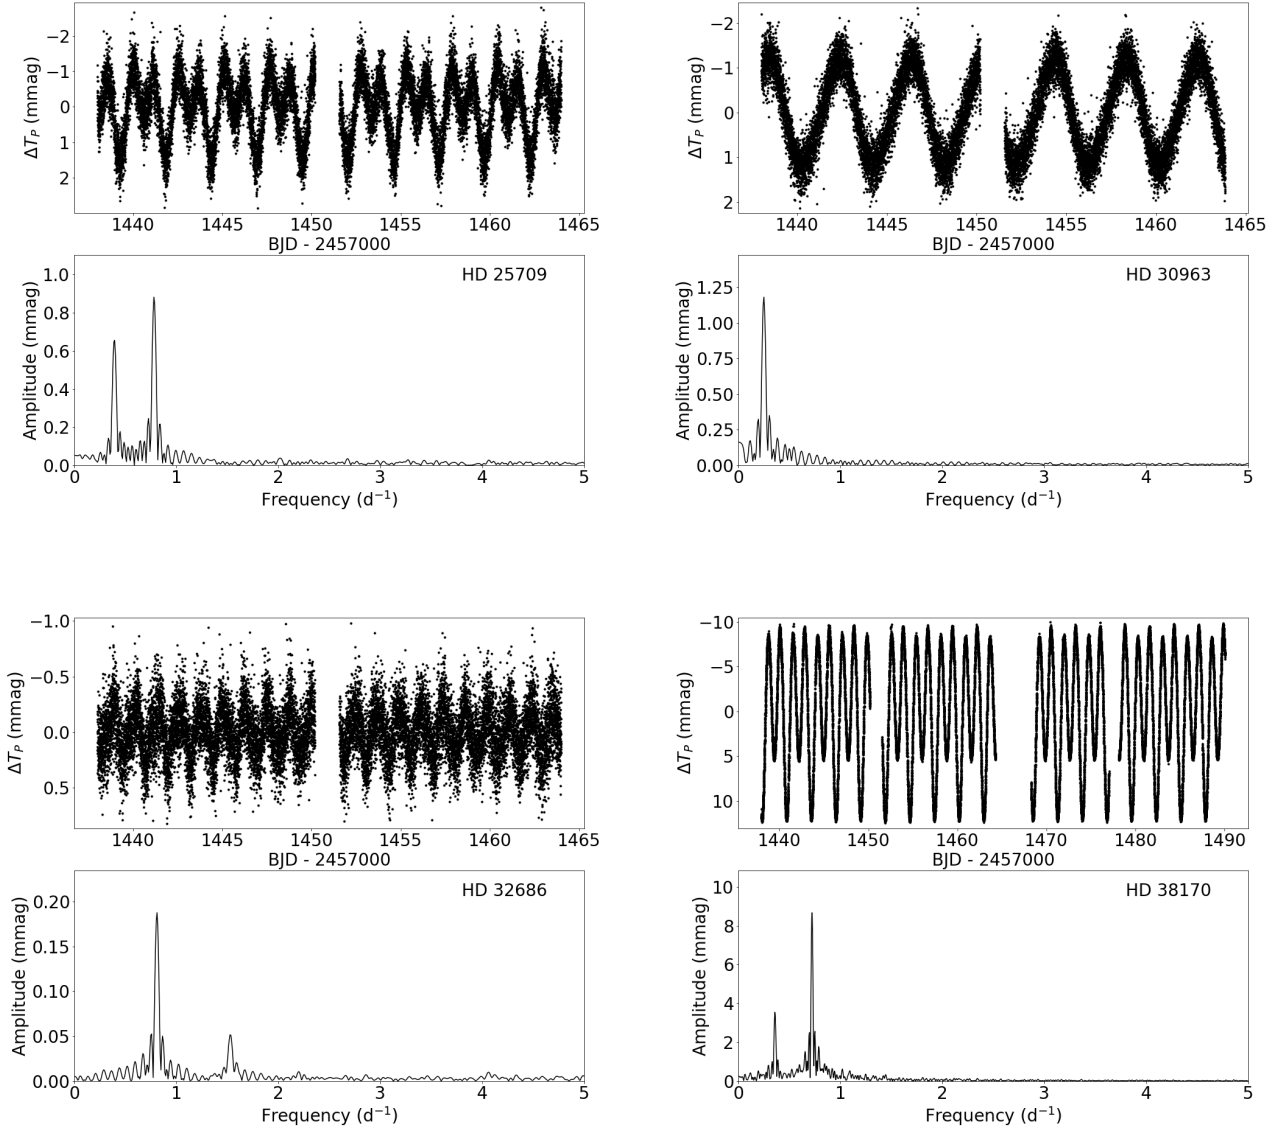 −2
−1
0
1
2
ΔT_P (mmag)
1440 1445 1450 1455 1460 1465
BJD - 2457000
1.0
0.8
0.6
0.4
0.2
0.0
Amplitude (mmag)
HD 25709
0 1 2 3 4 5
Frequency (d⁻¹)
−2
−1
0
1
2
ΔT_P (mmag)
1440 1445 1450 1455 1460 1465
BJD - 2457000
1.25
1.00
0.75
0.50
0.25
0.00
Amplitude (mmag)
HD 30963
0 1 2 3 4 5
Frequency (d⁻¹)
−1.0
−0.5
0.0
0.5
ΔT_P (mmag)
1440 1445 1450 1455 1460 1465
BJD - 2457000
0.20
0.15
0.10
0.05
0.00
Amplitude (mmag)
HD 32686
0 1 2 3 4 5
Frequency (d⁻¹)
−10
−5
0
5
10
ΔT_P (mmag)
1440 1450 1460 1470 1480 1490
BJD - 2457000
10
8
6
4
2
0
Amplitude (mmag)
HD 38170
0 1 2 3 4 5
Frequency (d⁻¹)